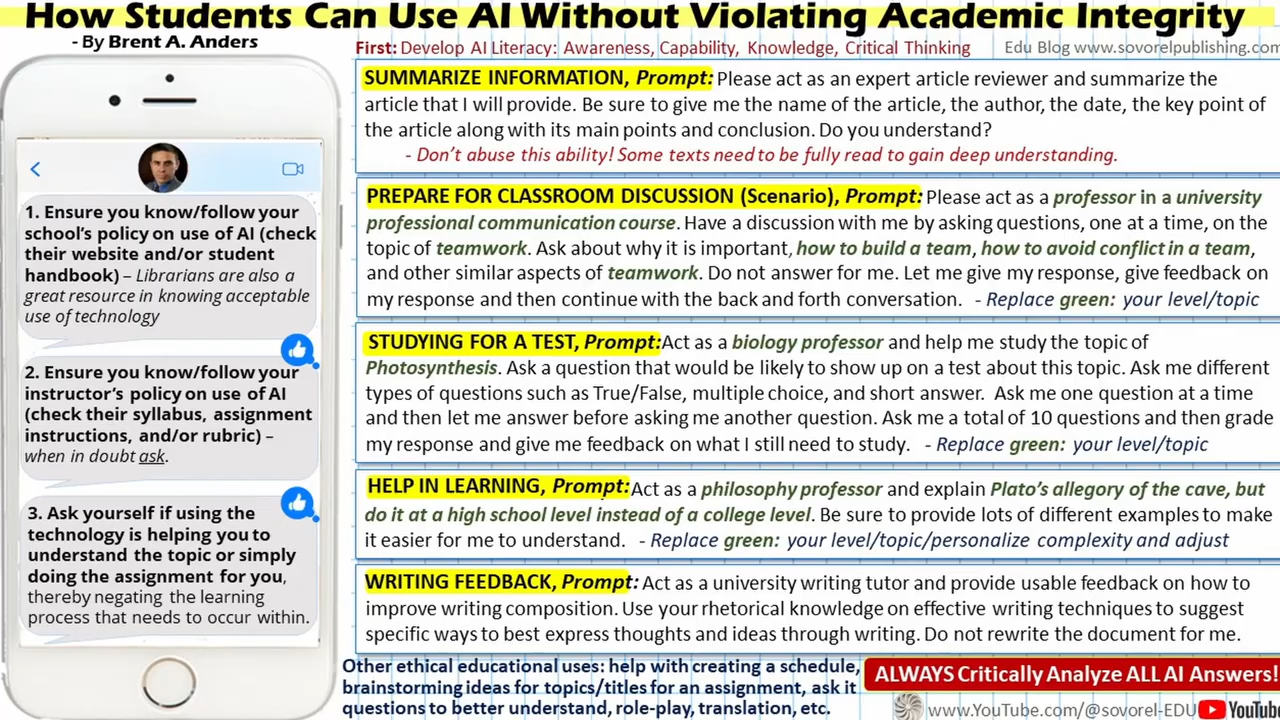 How Students Can Use AI Without Violating Academic Integrity
- By Brent A. Anders
First: Develop AI Literacy: Awareness, Capability, Knowledge, Critical Thinking
Edu Blog www.sovorelpublishing.com
1. Ensure you know/follow your
school's policy on use of AI (check
their website and/or student
handbook) – Librarians are also a
great resource in knowing acceptable
use of technology
2. Ensure you know/follow your
instructor's policy on use of AI
(check their syllabus, assignment
instructions, and/or rubric) –
when in doubt ask.
3. Ask yourself if using the
technology is helping you to
understand the topic or simply
doing the assignment for you,
thereby negating the learning
process that needs to occur within.
SUMMARIZE INFORMATION, Prompt: Please act as an expert article reviewer and summarize the
article that I will provide. Be sure to give me the name of the article, the author, the date, the key point of
the article along with its main points and conclusion. Do you understand?
- Don't abuse this ability! Some texts need to be fully read to gain deep understanding.
PREPARE FOR CLASSROOM DISCUSSION (Scenario), Prompt: Please act as a professor in a university
professional communication course. Have a discussion with me by asking questions, one at a time, on the
topic of teamwork. Ask about why it is important, how to build a team, how to avoid conflict in a team,
and other similar aspects of teamwork. Do not answer for me. Let me give my response, give feedback on
my response and then continue with the back and forth conversation. - Replace green: your level/topic
STUDYING FOR A TEST, Prompt: Act as a biology professor and help me study the topic of
Photosynthesis. Ask a question that would be likely to show up on a test about this topic. Ask me different
types of questions such as True/False, multiple choice, and short answer. Ask me one question at a time
and then let me answer before asking me another question. Ask me a total of 10 questions and then grade
my response and give me feedback on what I still need to study. - Replace green: your level/topic
HELP IN LEARNING, Prompt: Act as a philosophy professor and explain Plato's allegory of the cave, but
do it at a high school level instead of a college level. Be sure to provide lots of different examples to make
it easier for me to understand. - Replace green: your level/topic/personalize complexity and adjust
WRITING FEEDBACK, Prompt: Act as a university writing tutor and provide usable feedback on how to
improve writing composition. Use your rhetorical knowledge on effective writing techniques to suggest
specific ways to best express thoughts and ideas through writing. Do not rewrite the document for me.
Other ethical educational uses: help with creating a schedule,
brainstorming ideas for topics/titles for an assignment, ask it
questions to better understand, role-play, translation, etc.
ALWAYS Critically Analyze ALL AI Answers!
www.YouTube.com/@sovorel-EDU YouTube